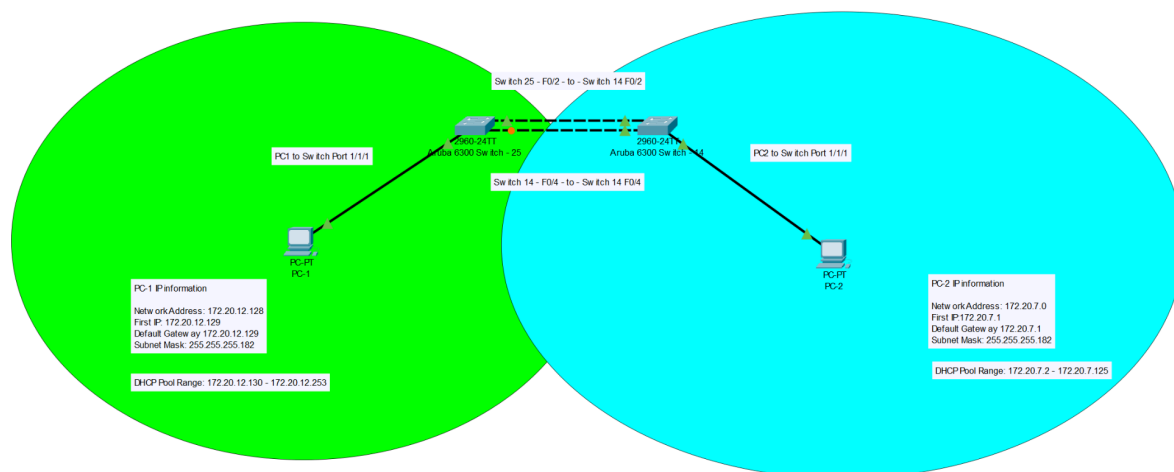 Switch 25 - F0/2 - to - Switch 14 F0/2
2960-24TT
Aruba 6300 Switch - 25
2960-24TT
Aruba 6300 Switch - 14
PC1 to Switch Port 1/1/1
PC2 to Switch Port 1/1/1
Switch 14 - F0/4 - to - Switch 14 F0/4
PC-PT
PC-1
PC-PT
PC-2
PC-1 IP information
Network Address: 172.20.12.128
First IP: 172.20.12.129
Default Gateway 172.20.12.129
Subnet Mask: 255.255.255.182
DHCP Pool Range: 172.20.12.130 - 172.20.12.253
PC-2 IP information
Network Address: 172.20.7.0
First IP:172.20.7.1
Default Gateway 172.20.7.1
Subnet Mask: 255.255.255.182
DHCP Pool Range: 172.20.7.2 - 172.20.7.125